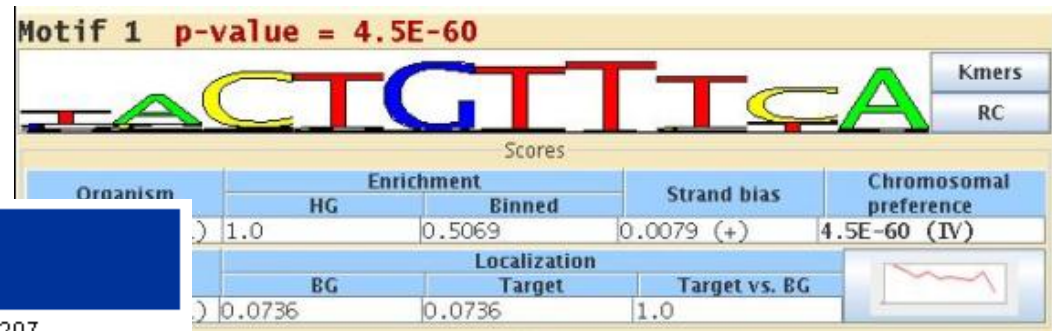 Motif 1 p-value = 4.5E-60
TACTGTTTTCA
Kmers
RC
Scores
Organism Enrichment Strand bias Chromosomal preference
HG Binned
) 1.0 0.5069 0.0079 (+) 4.5E-60 (IV)
Localization
BG Target Target vs. BG
) 0.0736 0.0736 1.0